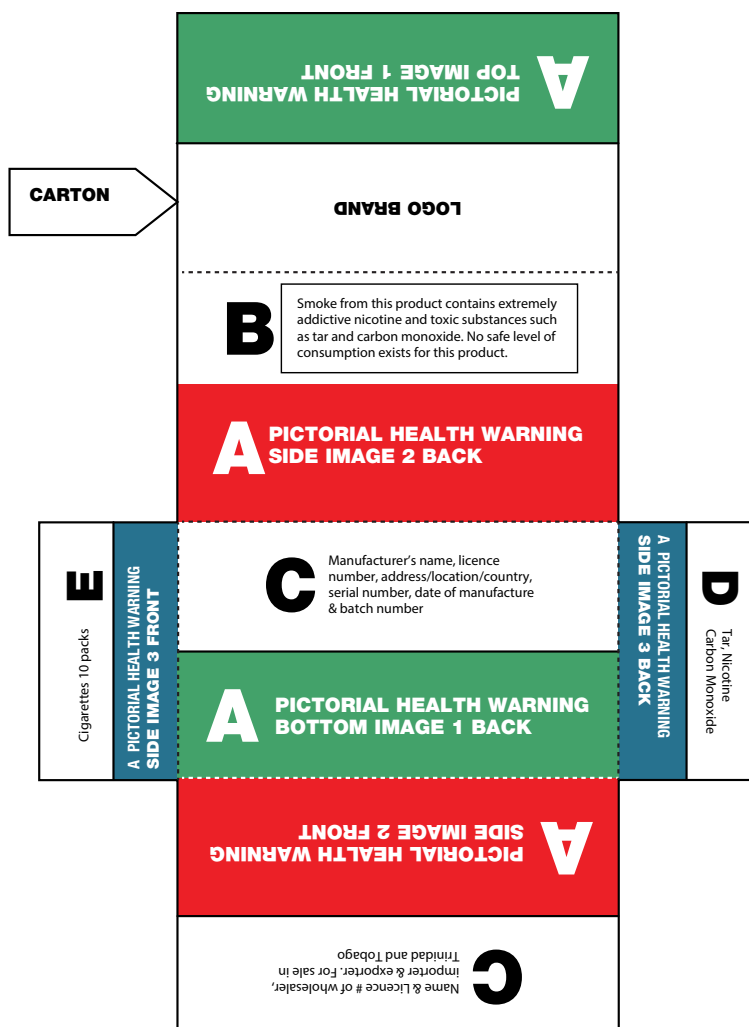 A
PICTORIAL HEALTH WARNING
TOP IMAGE 1 FRONT
CARTON
LOGO BRAND
B
Smoke from this product contains extremely
addictive nicotine and toxic substances such
as tar and carbon monoxide. No safe level of
consumption exists for this product.
A
PICTORIAL HEALTH WARNING
SIDE IMAGE 2 BACK
E
Cigarettes 10 packs
A PICTORIAL HEALTH WARNING
SIDE IMAGE 3 FRONT
C
Manufacturer's name, licence
number, address/location/country,
serial number, date of manufacture
& batch number
A PICTORIAL HEALTH WARNING
SIDE IMAGE 3 BACK
D
Tar, Nicotine
Carbon Monoxide
A
PICTORIAL HEALTH WARNING
BOTTOM IMAGE 1 BACK
A
PICTORIAL HEALTH WARNING
SIDE IMAGE 2 FRONT
C
Name & Licence # of wholesaler,
importer & exporter. For sale in
Trinidad and Tobago